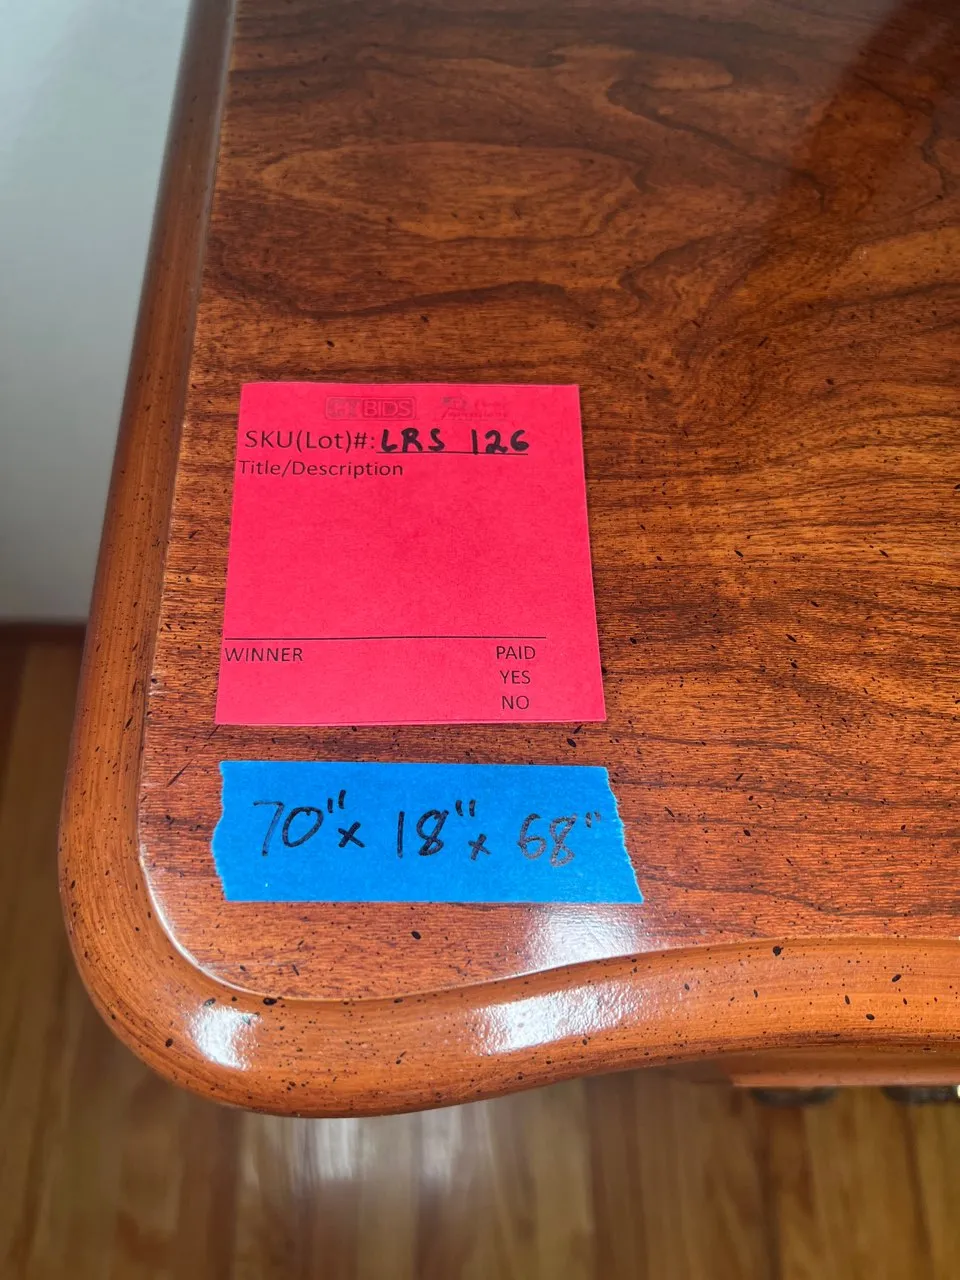 BIDS
SKU(Lot)#: LRS 126
Title/Description
WINNER PAID
YES
NO
70" x 18" x 68"